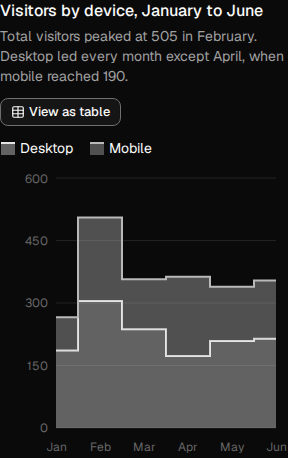 Visitors by device, January to June
Total visitors peaked at 505 in February.
Desktop led every month except April, when
mobile reached 190.
View as table
Desktop Mobile
600
450
300
150
0
Jan Feb Mar Apr May Jun